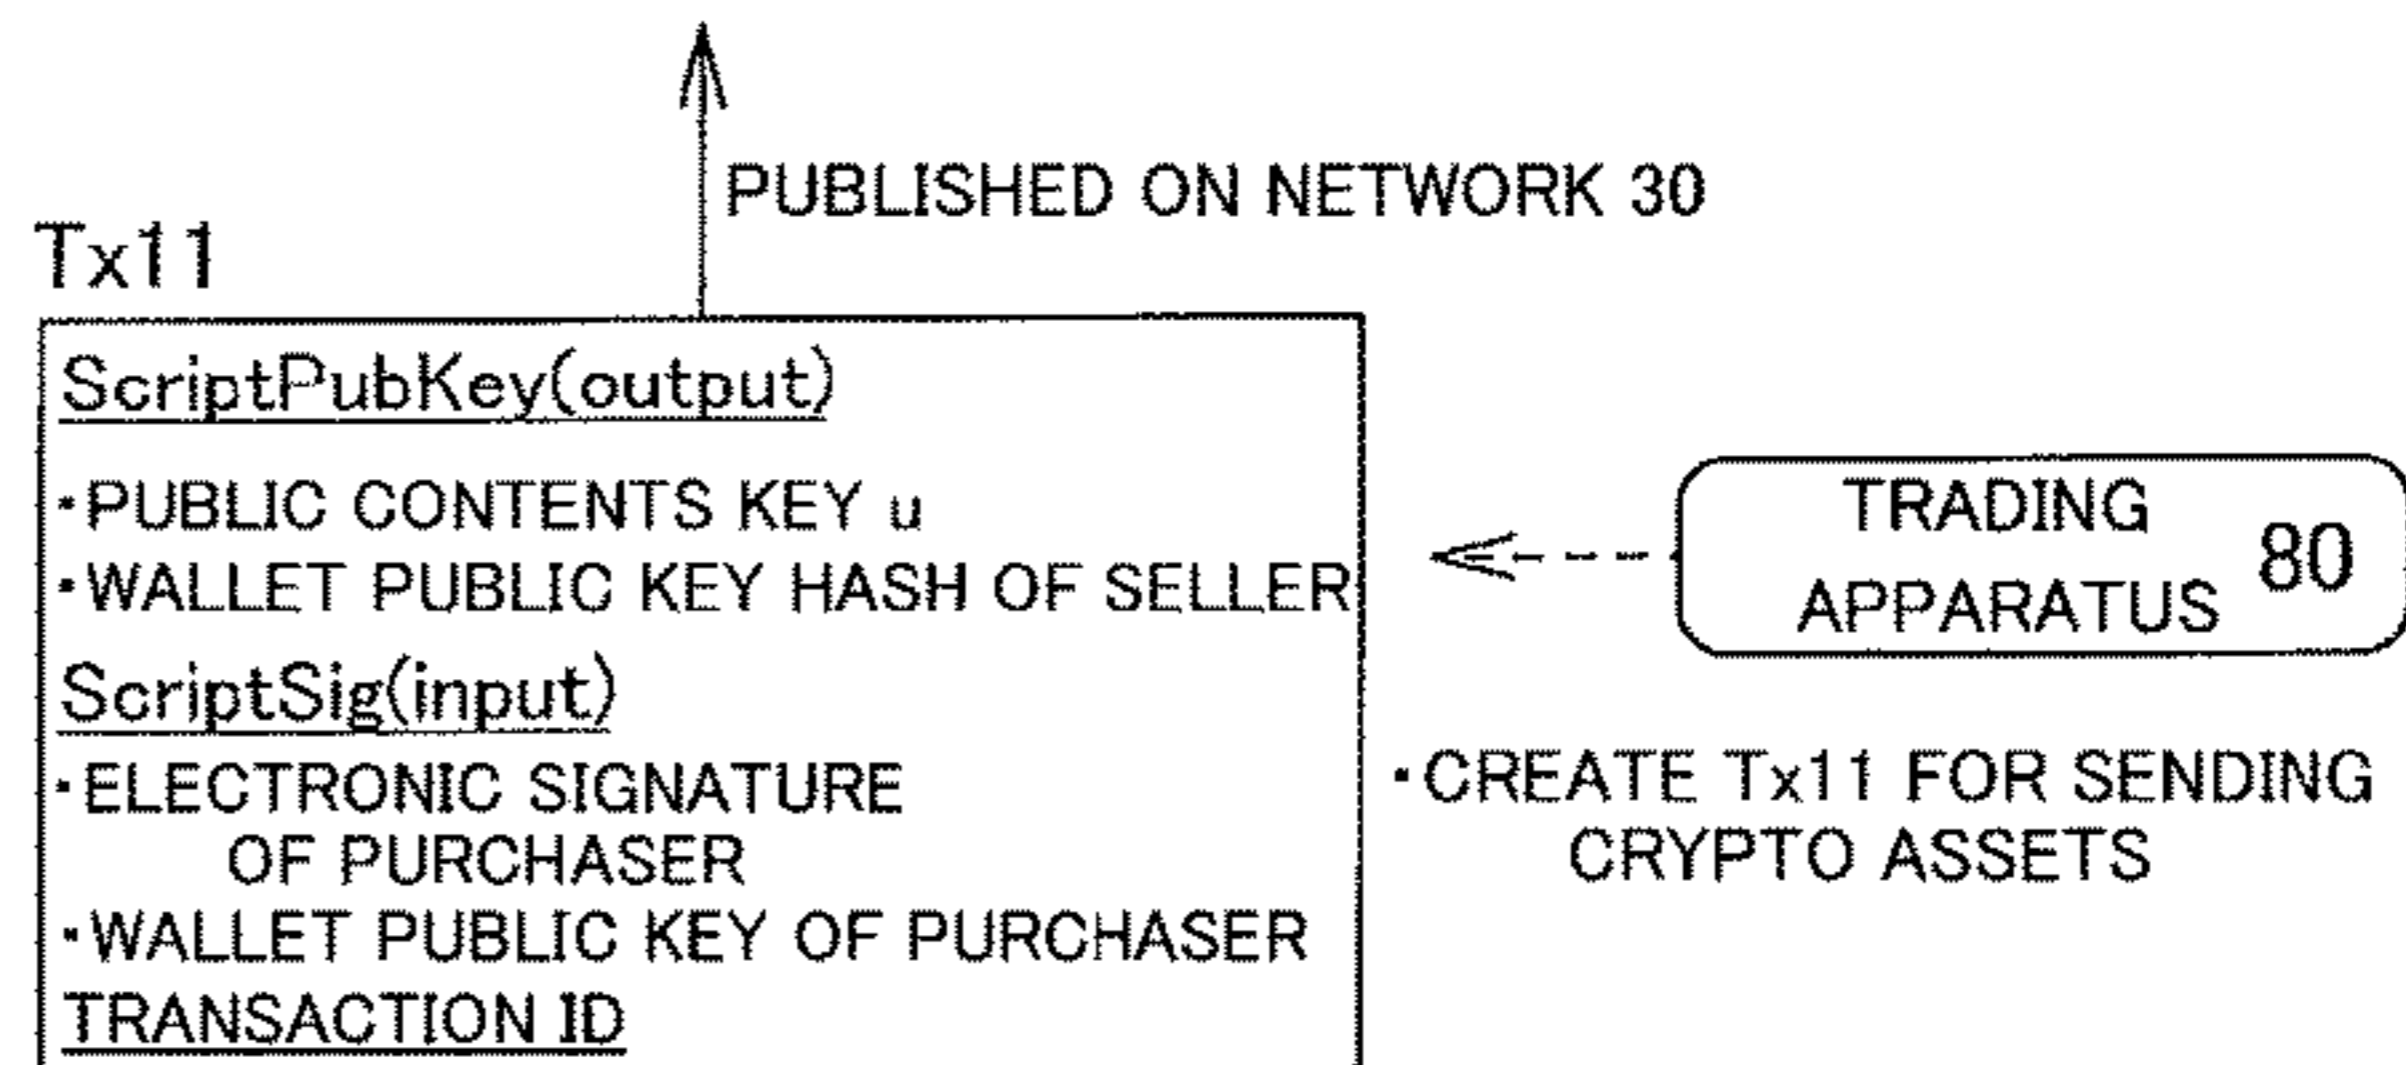 PUBLISHED ON NETWORK 30
Tx11
ScriptPubKey(output)
・PUBLIC CONTENTS KEY u
・WALLET PUBLIC KEY HASH OF SELLER
ScriptSig(input)
・ELECTRONIC SIGNATURE
OF PURCHASER
・WALLET PUBLIC KEY OF PURCHASER
TRANSACTION ID
TRADING
APPARATUS 80
・CREATE Tx11 FOR SENDING
CRYPTO ASSETS